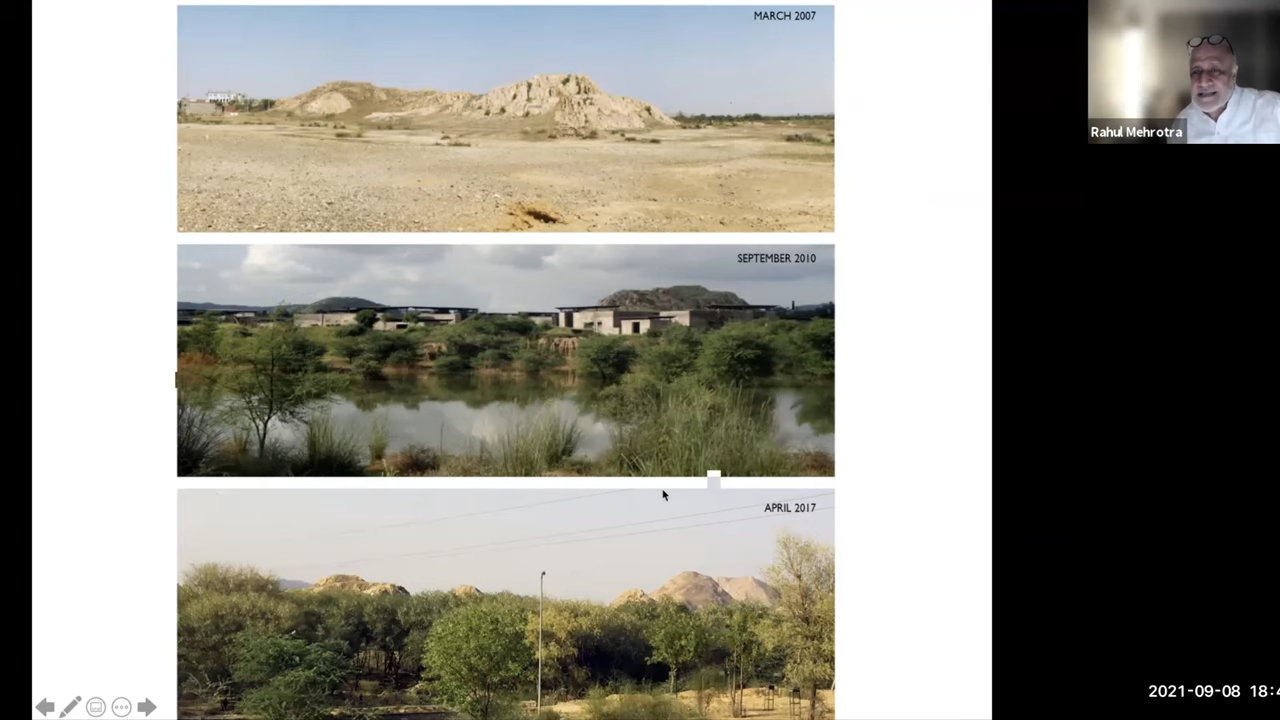 MARCH 2007
Rahul Mehrotra
SEPTEMBER 2010
APRIL 2017
2021-09-08 18:4